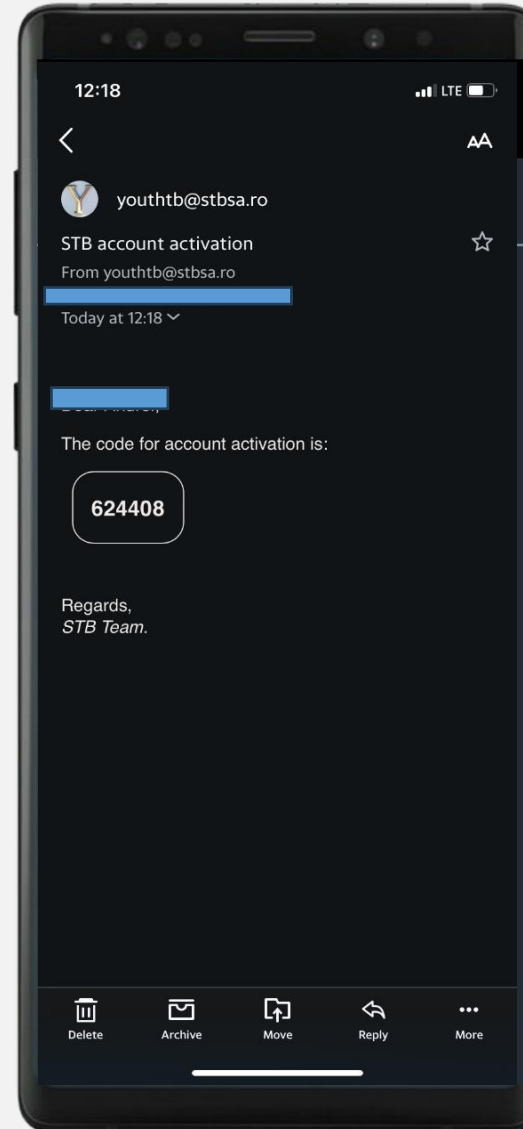 12:18
LTE
AA
Y youthtb@stbsa.ro
STB account activation
From youthtb@stbsa.ro
Today at 12:18
The code for account activation is:
624408
Regards,
STB Team.
Delete Archive Move Reply More